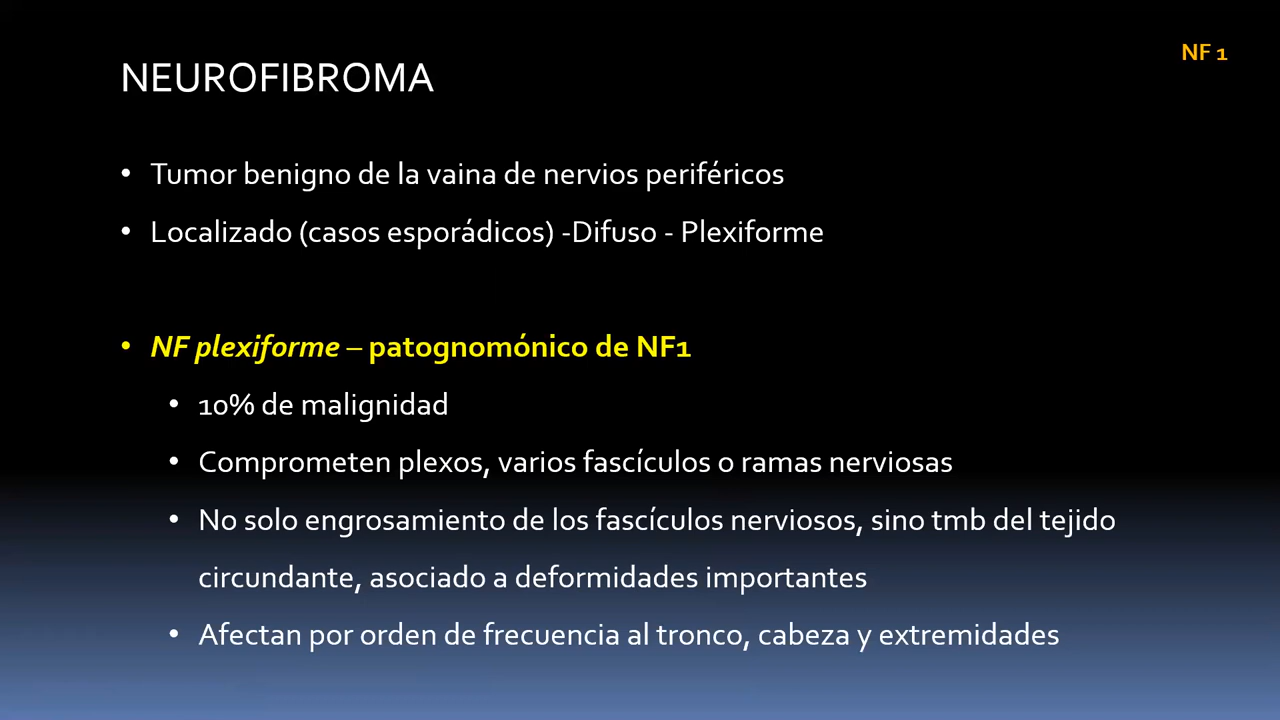 NF 1
NEUROFIBROMA
• Tumor benigno de la vaina de nervios periféricos
• Localizado (casos esporádicos) -Difuso - Plexiforme
• NF plexiforme – patognomónico de NF1
• 10% de malignidad
• Comprometen plexos, varios fascículos o ramas nerviosas
• No solo engrosamiento de los fascículos nerviosos, sino tmb del tejido
circundante, asociado a deformidades importantes
• Afectan por orden de frecuencia al tronco, cabeza y extremidades